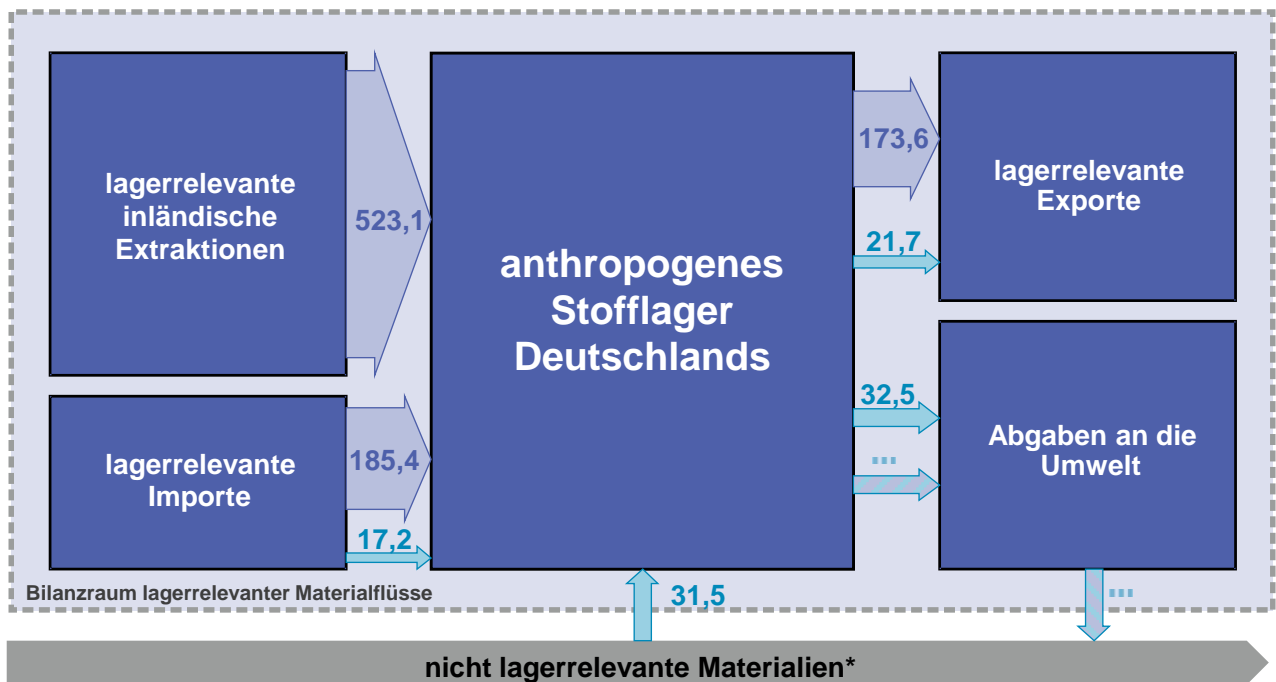 lagerrelevante
inländische
Extraktionen
523,1
lagerrelevante
Importe
185,4
17,2
anthropogenes
Stofflager
Deutschlands
173,6
21,7
lagerrelevante
Exporte
32,5
...
Abgaben an die
Umwelt
Bilanzraum lagerrelevanter Materialflüsse
31,5
...
nicht lagerrelevante Materialien*